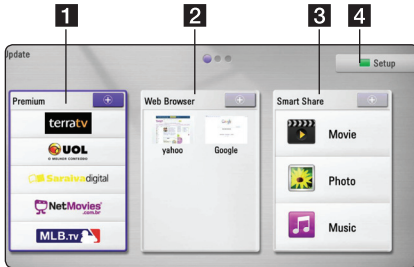 1 2 3 4
Update
Setup
Premium
terratv
UOL
O MELHOR CONTEÚDO
Saraivadigital
NetMovies
.com.br
MLB.TV
Web Browser
yahoo Google
Smart Share
Movie
Photo
Music